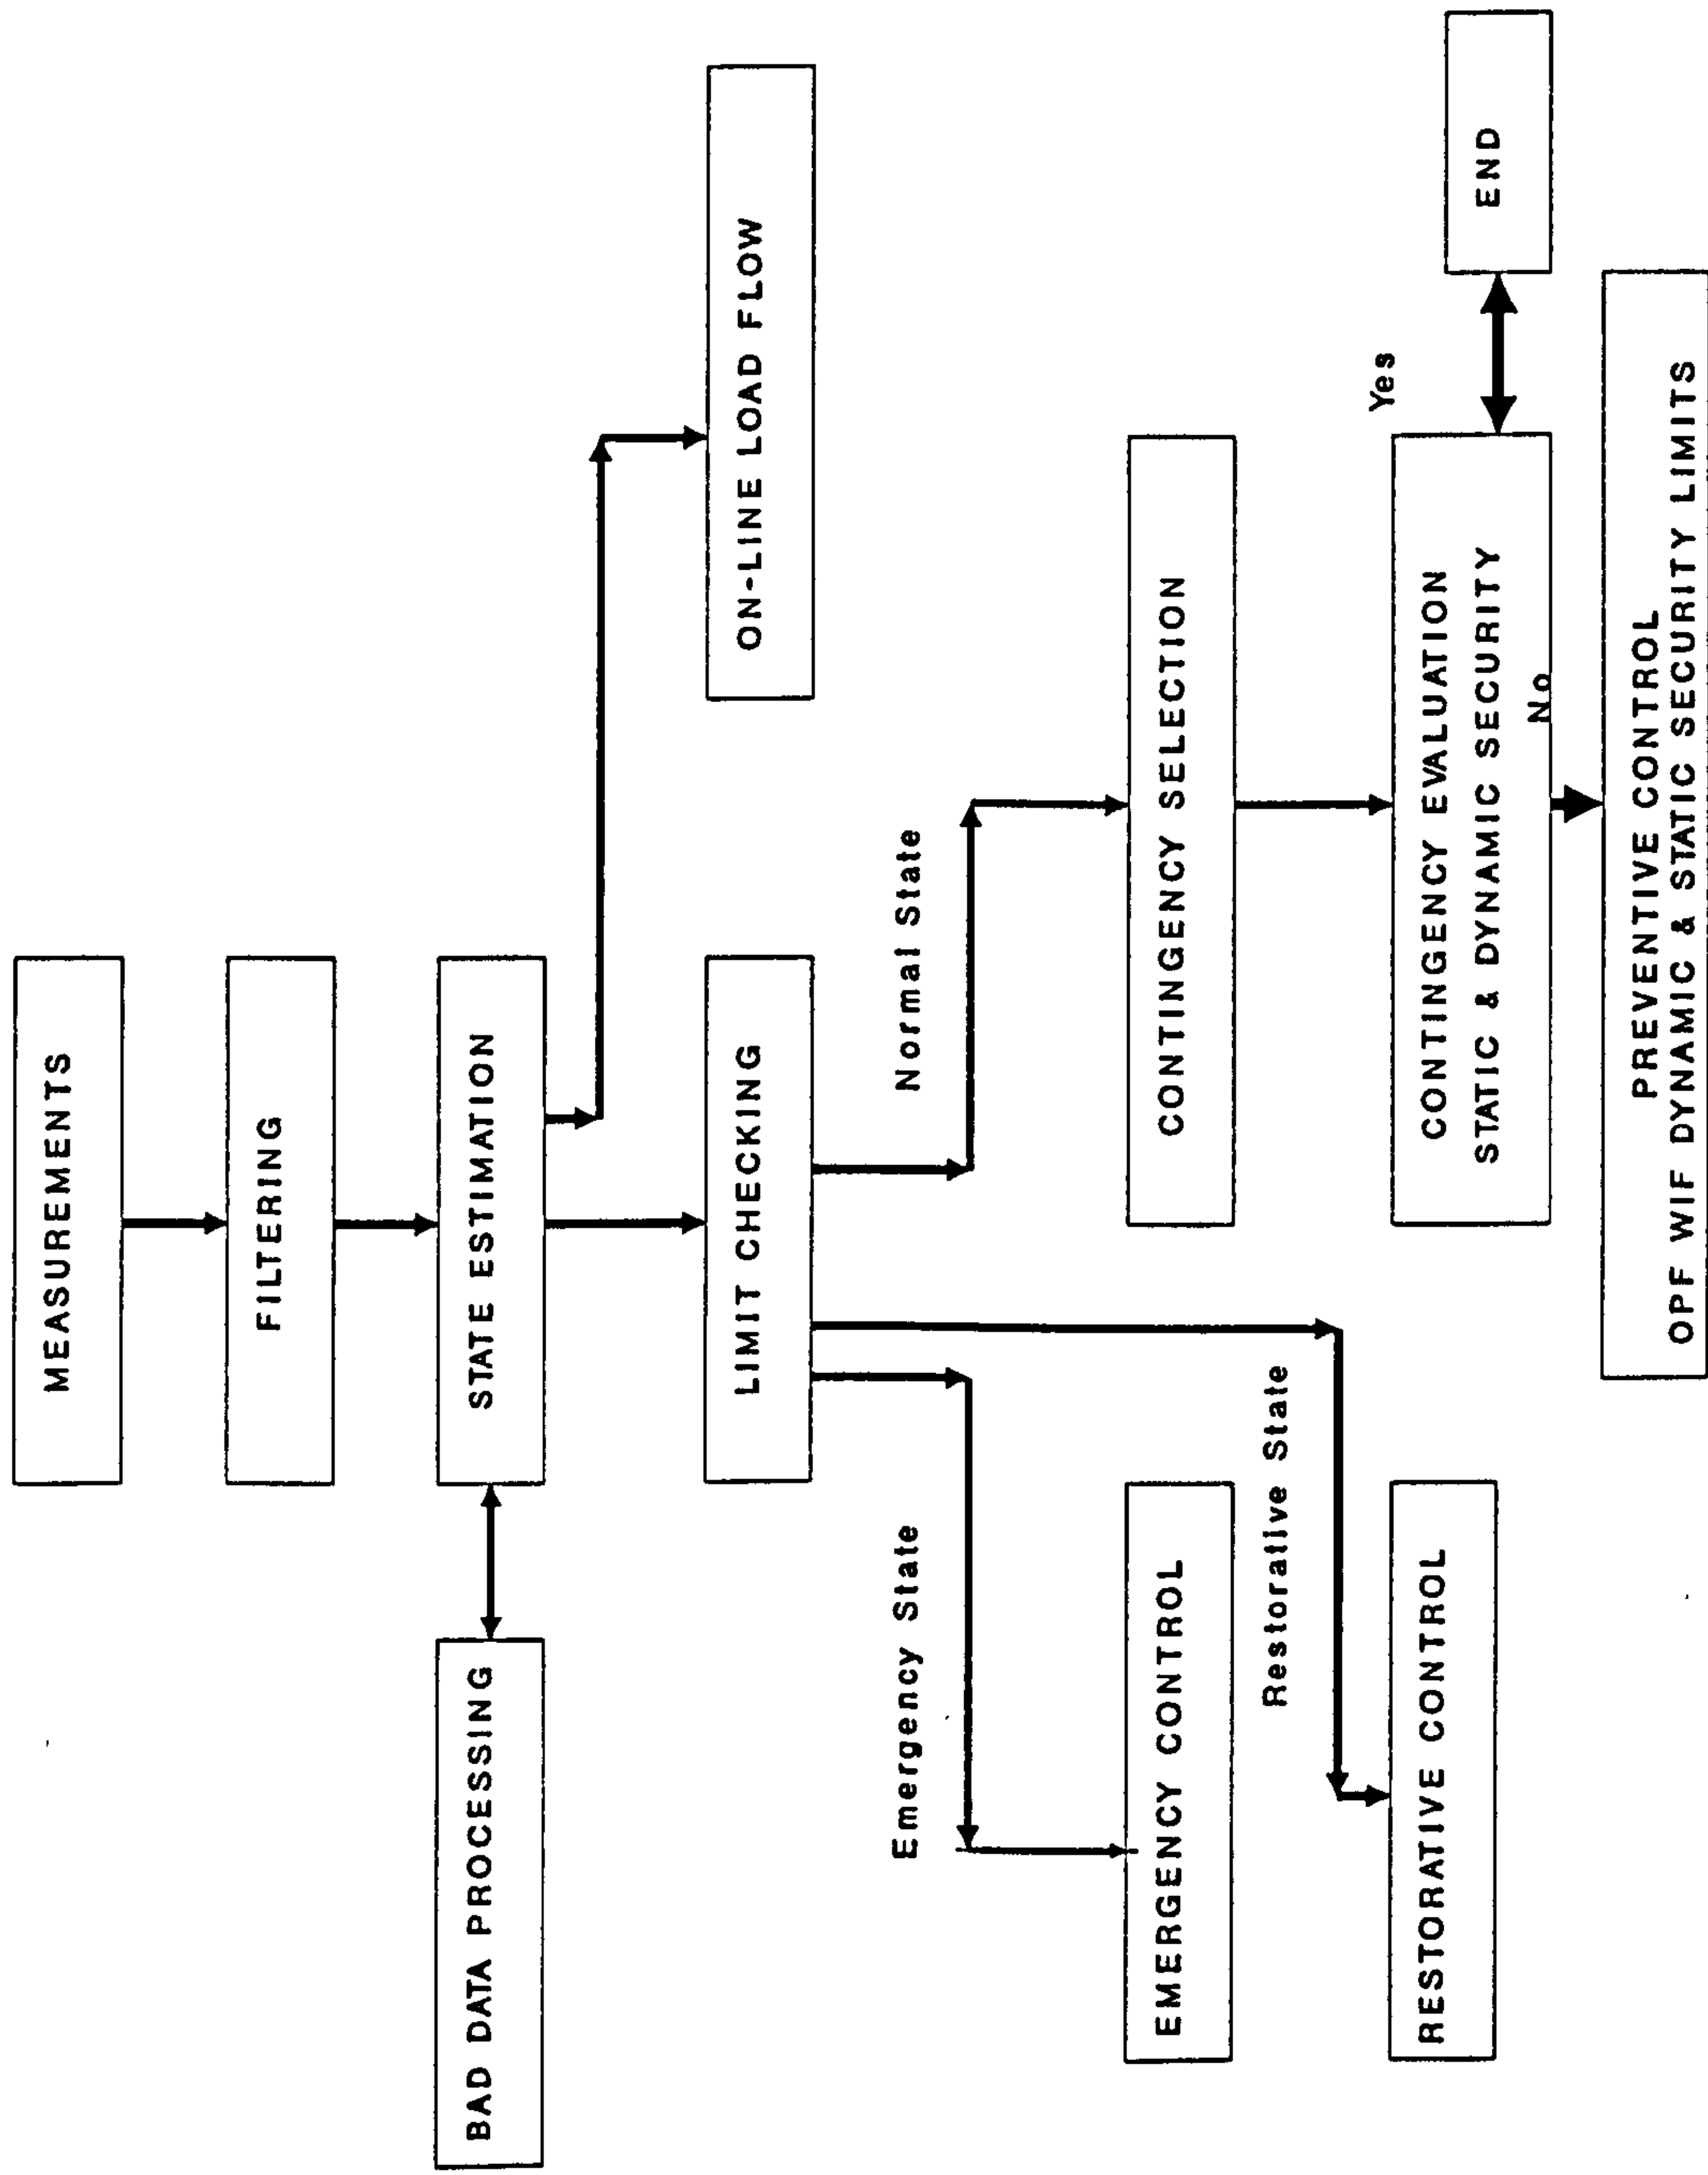 MEASUREMENTS
FILTERING
BAD DATA PROCESSING
STATE ESTIMATION
ON-LINE LOAD FLOW
LIMIT CHECKING
Emergency State
Normal State
EMERGENCY CONTROL
CONTINGENCY SELECTION
Restorative State
Yes
RESTORATIVE CONTROL
CONTINGENCY EVALUATION
STATIC & DYNAMIC SECURITY
END
No
PREVENTIVE CONTROL
OPF WIF DYNAMIC & STATIC SECURITY LIMITS